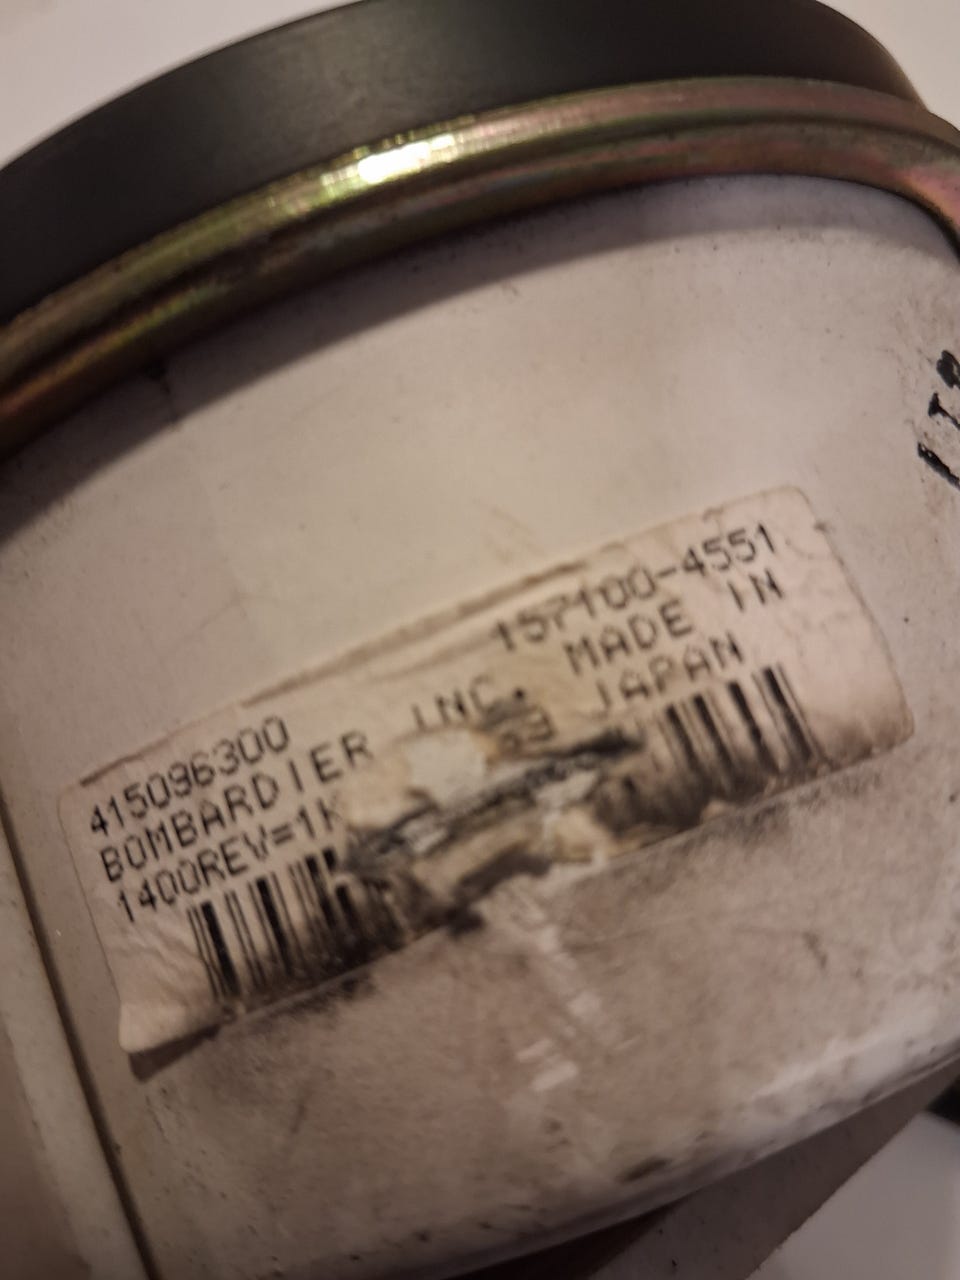 415096300 157100-4551
BOMBARDIER INC. MADE IN
1400REV=1K JAPAN